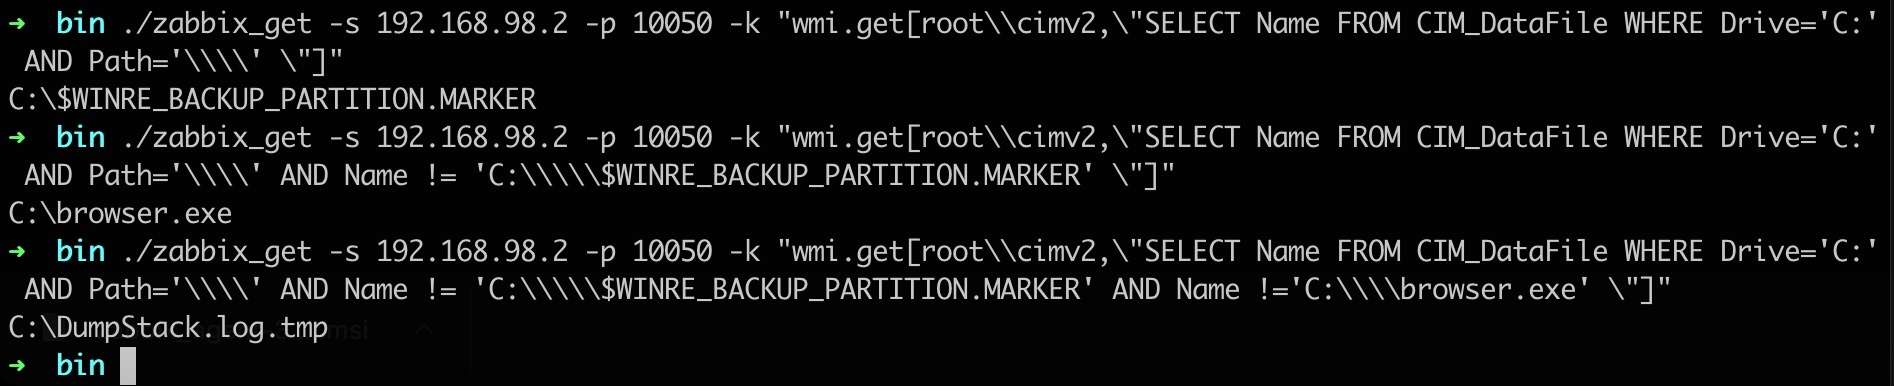 ➜  bin ./zabbix_get -s 192.168.98.2 -p 10050 -k "wmi.get[root\\cimv2,\"SELECT Name FROM CIM_DataFile WHERE Drive='C:'
 AND Path='\\\\' \"]"
C:\$WINRE_BACKUP_PARTITION.MARKER
➜  bin ./zabbix_get -s 192.168.98.2 -p 10050 -k "wmi.get[root\\cimv2,\"SELECT Name FROM CIM_DataFile WHERE Drive='C:'
 AND Path='\\\\' AND Name != 'C:\\\\\$WINRE_BACKUP_PARTITION.MARKER' \"]"
C:\browser.exe
➜  bin ./zabbix_get -s 192.168.98.2 -p 10050 -k "wmi.get[root\\cimv2,\"SELECT Name FROM CIM_DataFile WHERE Drive='C:'
 AND Path='\\\\' AND Name != 'C:\\\\\$WINRE_BACKUP_PARTITION.MARKER' AND Name !='C:\\\\browser.exe' \"]"
C:\DumpStack.log.tmp
➜  bin